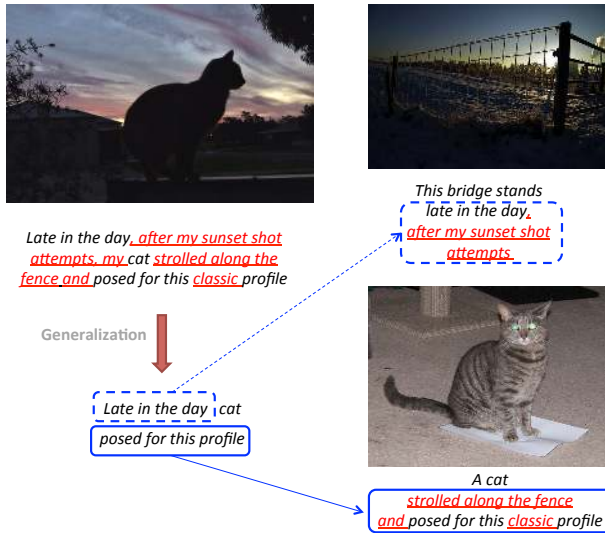 Late in the day, after my sunset shot
attempts, my cat strolled along the
fence and posed for this classic profile
Generalization
Late in the day cat
posed for this profile
This bridge stands
late in the day,
after my sunset shot
attempts
A cat
strolled along the fence
and posed for this classic profile